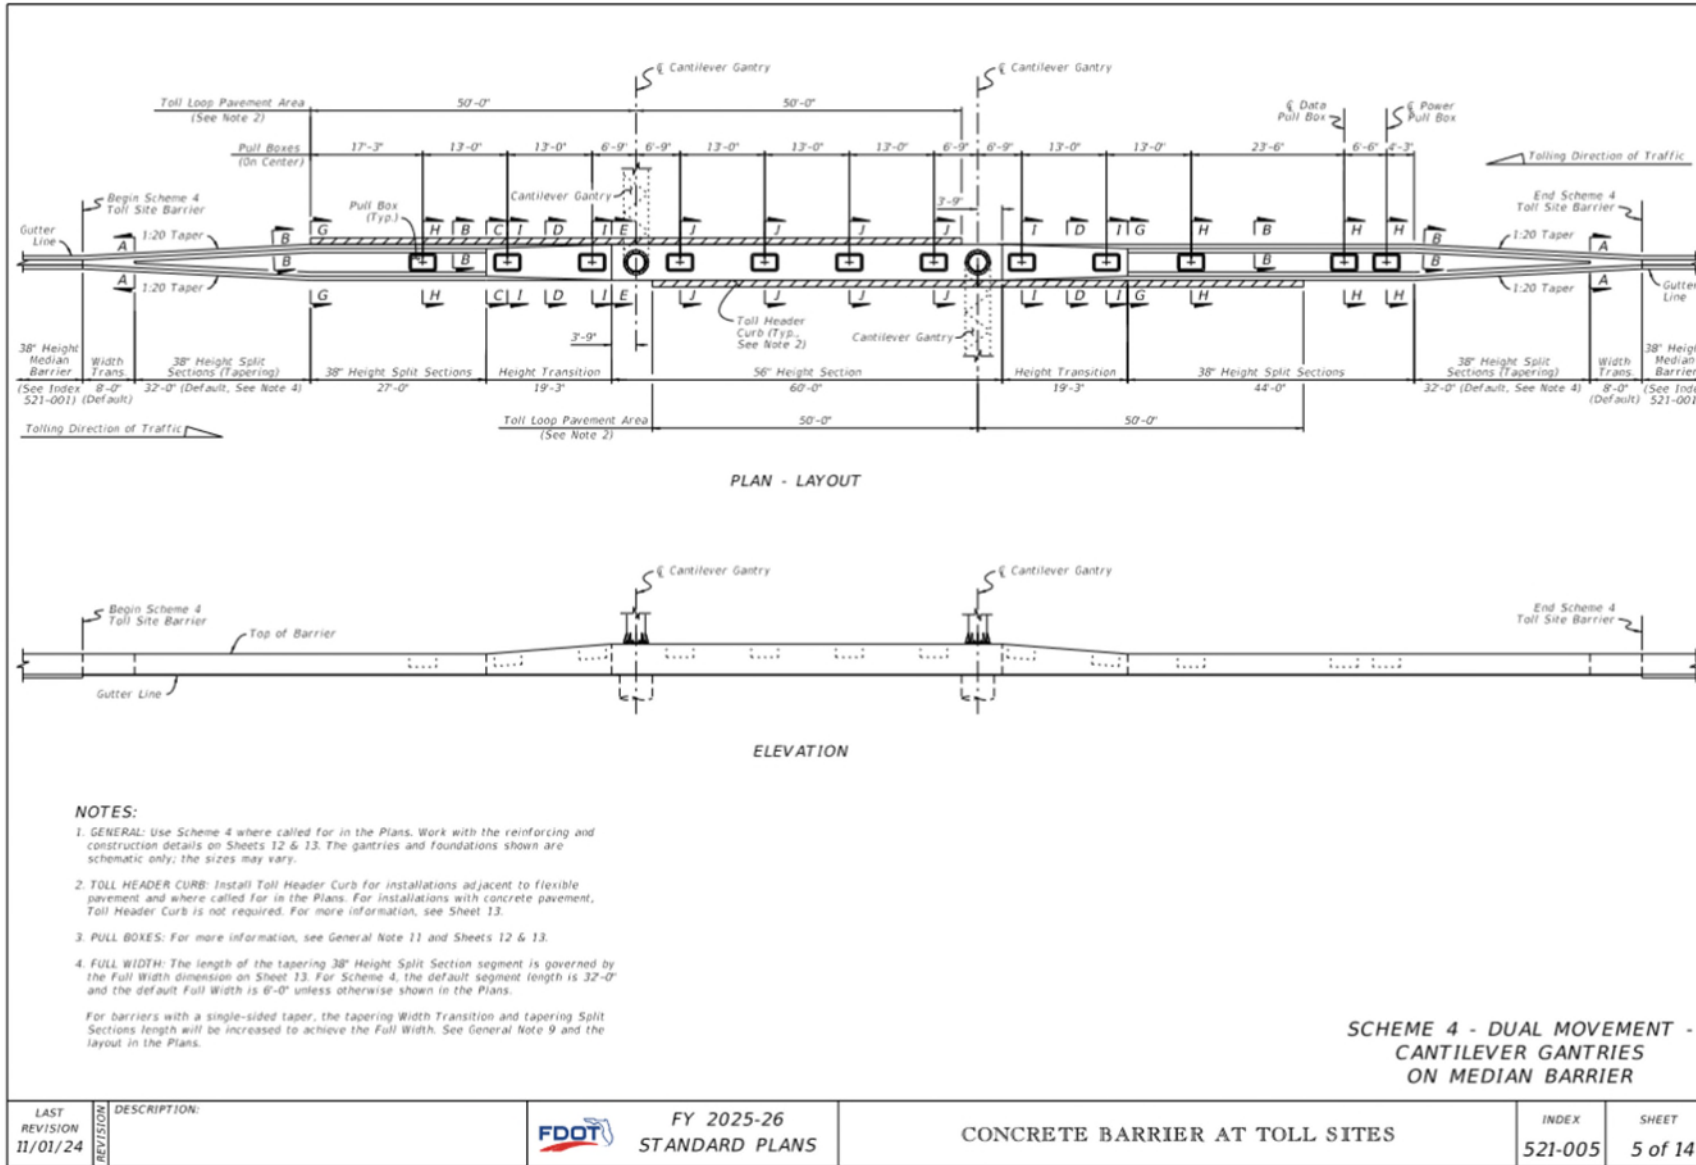 ℄ Cantilever Gantry
℄ Cantilever Gantry
Toll Loop Pavement Area
(See Note 2)
50'-0"
50'-0"
℄ Data
Pull Box
℄ Power
Pull Box
Pull Boxes
(On Center)
17'-3"
13'-0"
13'-0"
6'-9"
6'-9"
13'-0"
13'-0"
13'-0"
6'-9"
6'-9"
13'-0"
13'-0"
23'-6"
6'-6"
4'-3"
Tolling Direction of Traffic
Begin Scheme 4
Toll Site Barrier
Pull Box
(Typ.)
Cantilever Gantry
3'-9"
End Scheme 4
Toll Site Barrier
Gutter
Line
A
1:20 Taper
B
G
H
B
C
I
D
I
E
J
J
J
J
I
D
I
G
H
B
H
H
B
1:20 Taper
A
B
B
B
B
A
1:20 Taper
G
H
C
I
D
I
E
J
J
J
J
I
D
I
G
H
H
H
1:20 Taper
A
Gutter
Line
Toll Header
Curb (Typ.,
See Note 2)
Cantilever Gantry
3'-9"
38" Height
Median
Barrier
(See Index
521-001)
Width
Trans.
8'-0"
(Default)
38" Height Split
Sections (Tapering)
32'-0" (Default, See Note 4)
38" Height Split Sections
27'-0"
Height Transition
19'-3"
56" Height Section
60'-0"
Height Transition
19'-3"
38" Height Split Sections
44'-0"
38" Height Split
Sections (Tapering)
32'-0" (Default, See Note 4)
Width
Trans.
8'-0"
(Default)
38" Heigh
Median
Barrier
(See Inde
521-001
Tolling Direction of Traffic
Toll Loop Pavement Area
(See Note 2)
50'-0"
50'-0"
PLAN - LAYOUT
℄ Cantilever Gantry
℄ Cantilever Gantry
Begin Scheme 4
Toll Site Barrier
Top of Barrier
End Scheme 4
Toll Site Barrier
Gutter Line
ELEVATION
NOTES:
1. GENERAL: Use Scheme 4 where called for in the Plans. Work with the reinforcing and
construction details on Sheets 12 & 13. The gantries and foundations shown are
schematic only; the sizes may vary.
2. TOLL HEADER CURB: Install Toll Header Curb for installations adjacent to flexible
pavement and where called for in the Plans. For installations with concrete pavement,
Toll Header Curb is not required. For more information, see Sheet 13.
3. PULL BOXES: For more information, see General Note 11 and Sheets 12 & 13.
4. FULL WIDTH: The length of the tapering 38" Height Split Section segment is governed by
the Full Width dimension on Sheet 13. For Scheme 4, the default segment length is 32'-0"
and the default Full Width is 6'-0" unless otherwise shown in the Plans.
For barriers with a single-sided taper, the tapering Width Transition and tapering Split
Sections length will be increased to achieve the Full Width. See General Note 9 and the
layout in the Plans.
SCHEME 4 - DUAL MOVEMENT -
CANTILEVER GANTRIES
ON MEDIAN BARRIER
LAST
REVISION
11/01/24
REVISION
DESCRIPTION:
FDOT
FY 2025-26
STANDARD PLANS
CONCRETE BARRIER AT TOLL SITES
INDEX
521-005
SHEET
5 of 14